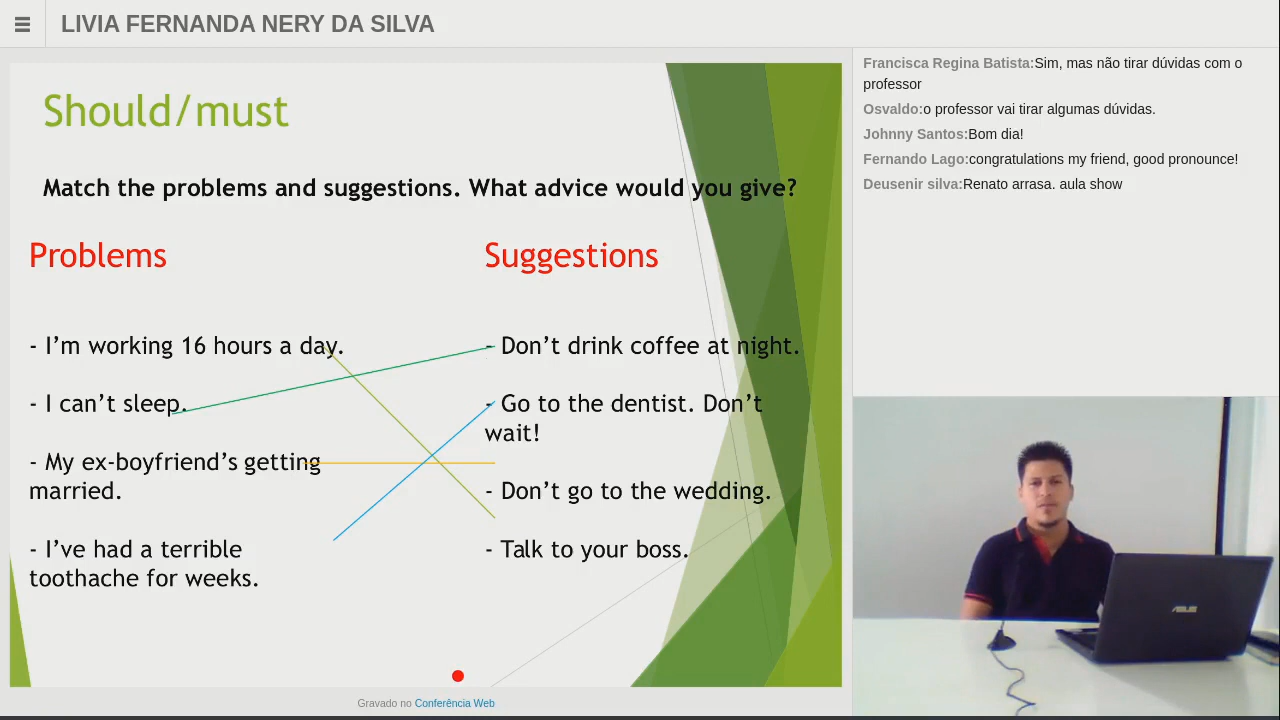 LIVIA FERNANDA NERY DA SILVA
Should/must
Match the problems and suggestions. What advice would you give?
Problems
- I’m working 16 hours a day.
- I can’t sleep.
- My ex-boyfriend’s getting
married.
- I’ve had a terrible
toothache for weeks.
Suggestions
- Don’t drink coffee at night.
- Go to the dentist. Don’t
wait!
- Don’t go to the wedding.
- Talk to your boss.
Gravado no Conferência Web
Francisca Regina Batista:Sim, mas não tirar dúvidas com o
professor
Osvaldo:o professor vai tirar algumas dúvidas.
Johnny Santos:Bom dia!
Fernando Lago:congratulations my friend, good pronounce!
Deusenir silva:Renato arrasa. aula show
ASUS